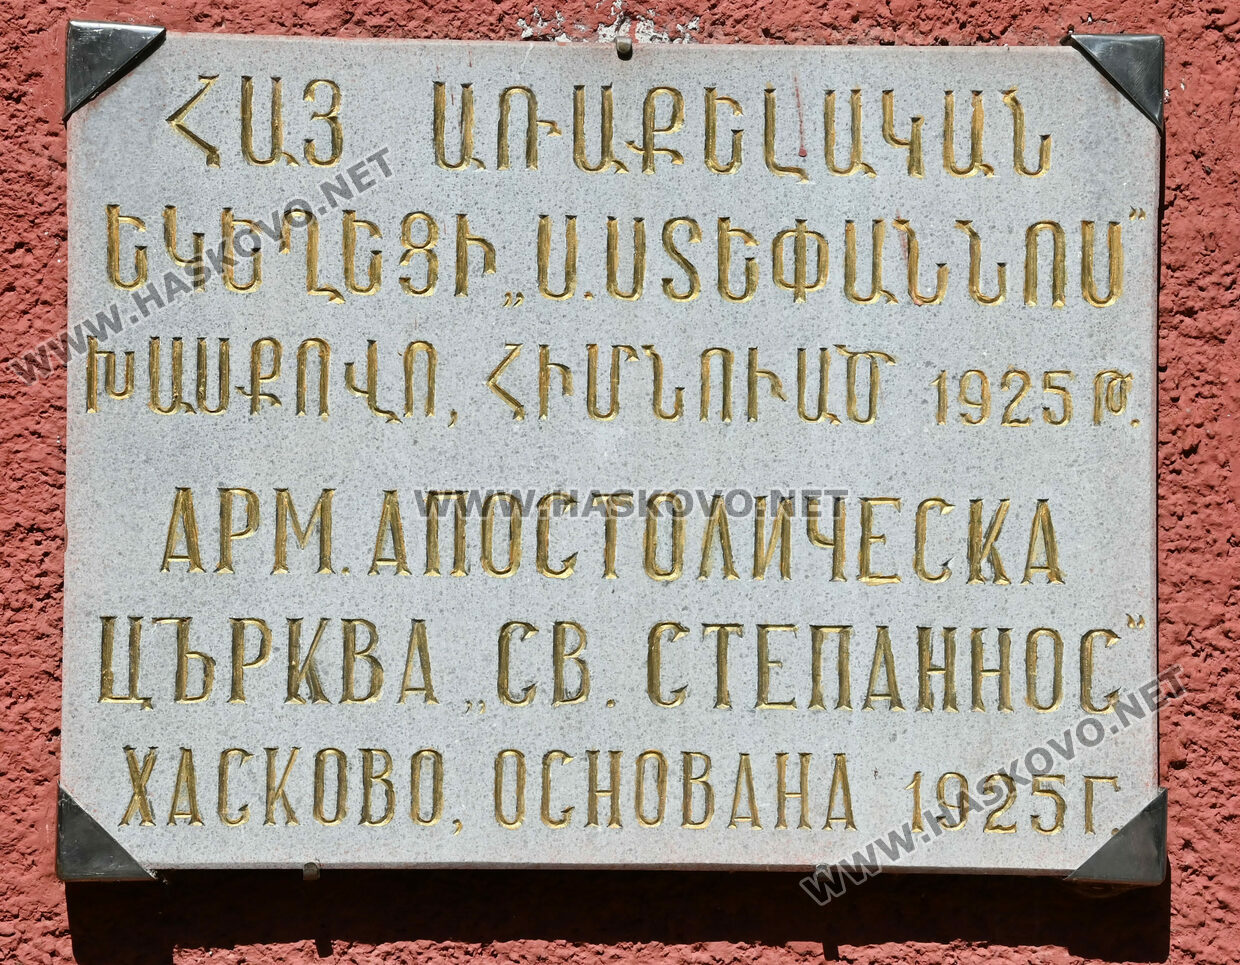 ՀԱՅ ԱՌԱՔԵԼԱԿԱՆ
ԵԿԵՂԵՑԻ „Ս.ՍՏԵՓԱՆՆՈՍ”
ԽԱՍՔՈՎՈ, ՀԻՄՆՈՒԱԾ 1925 Թ.
АРМ. АПОСТОЛИЧЕСКА
ЦЪРКВА „СВ. СТЕПАННОС”
ХАСКОВО, ОСНОВАНА 1925 Г.
WWW.HASKOVO.NET
WWW.HASKOVO.NET
WWW.HASKOVO.NET